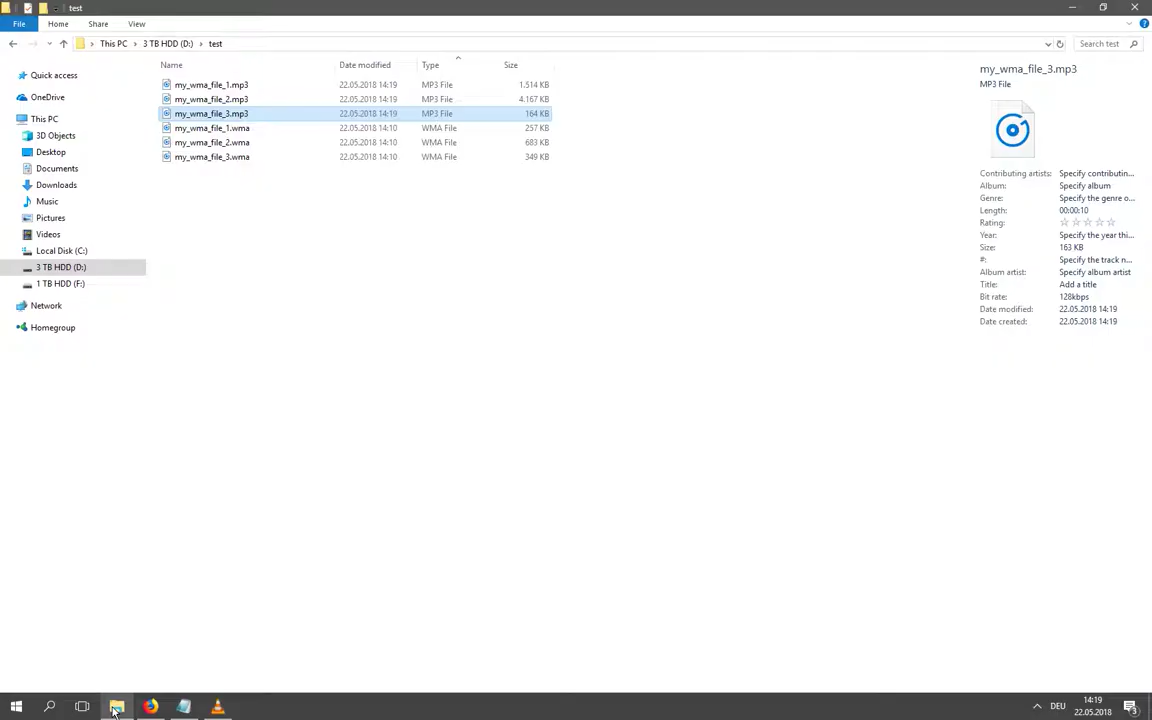 test
File Home Share View
This PC 3 TB HDD (D:) test Search test
Name Date modified Type Size
my_wma_file_1.mp3 22.05.2018 14:19 MP3 File 1.514 KB
my_wma_file_2.mp3 22.05.2018 14:19 MP3 File 4.167 KB
my_wma_file_3.mp3 22.05.2018 14:19 MP3 File 164 KB
my_wma_file_1.wma 22.05.2018 14:10 WMA File 257 KB
my_wma_file_2.wma 22.05.2018 14:10 WMA File 683 KB
my_wma_file_3.wma 22.05.2018 14:10 WMA File 349 KB
Quick access
OneDrive
This PC
3D Objects
Desktop
Documents
Downloads
Music
Pictures
Videos
Local Disk (C:)
3 TB HDD (D:)
1 TB HDD (F:)
Network
Homegroup
my_wma_file_3.mp3
MP3 File
Contributing artists: Specify contributin...
Album: Specify album
Genre: Specify the genre o...
Length: 00:00:10
Rating:
Year: Specify the year thi...
Size: 163 KB
#: Specify the track n...
Album artist: Specify album artist
Title: Add a title
Bit rate: 128kbps
Date modified: 22.05.2018 14:19
Date created: 22.05.2018 14:19
DEU 14:19
22.05.2018 3